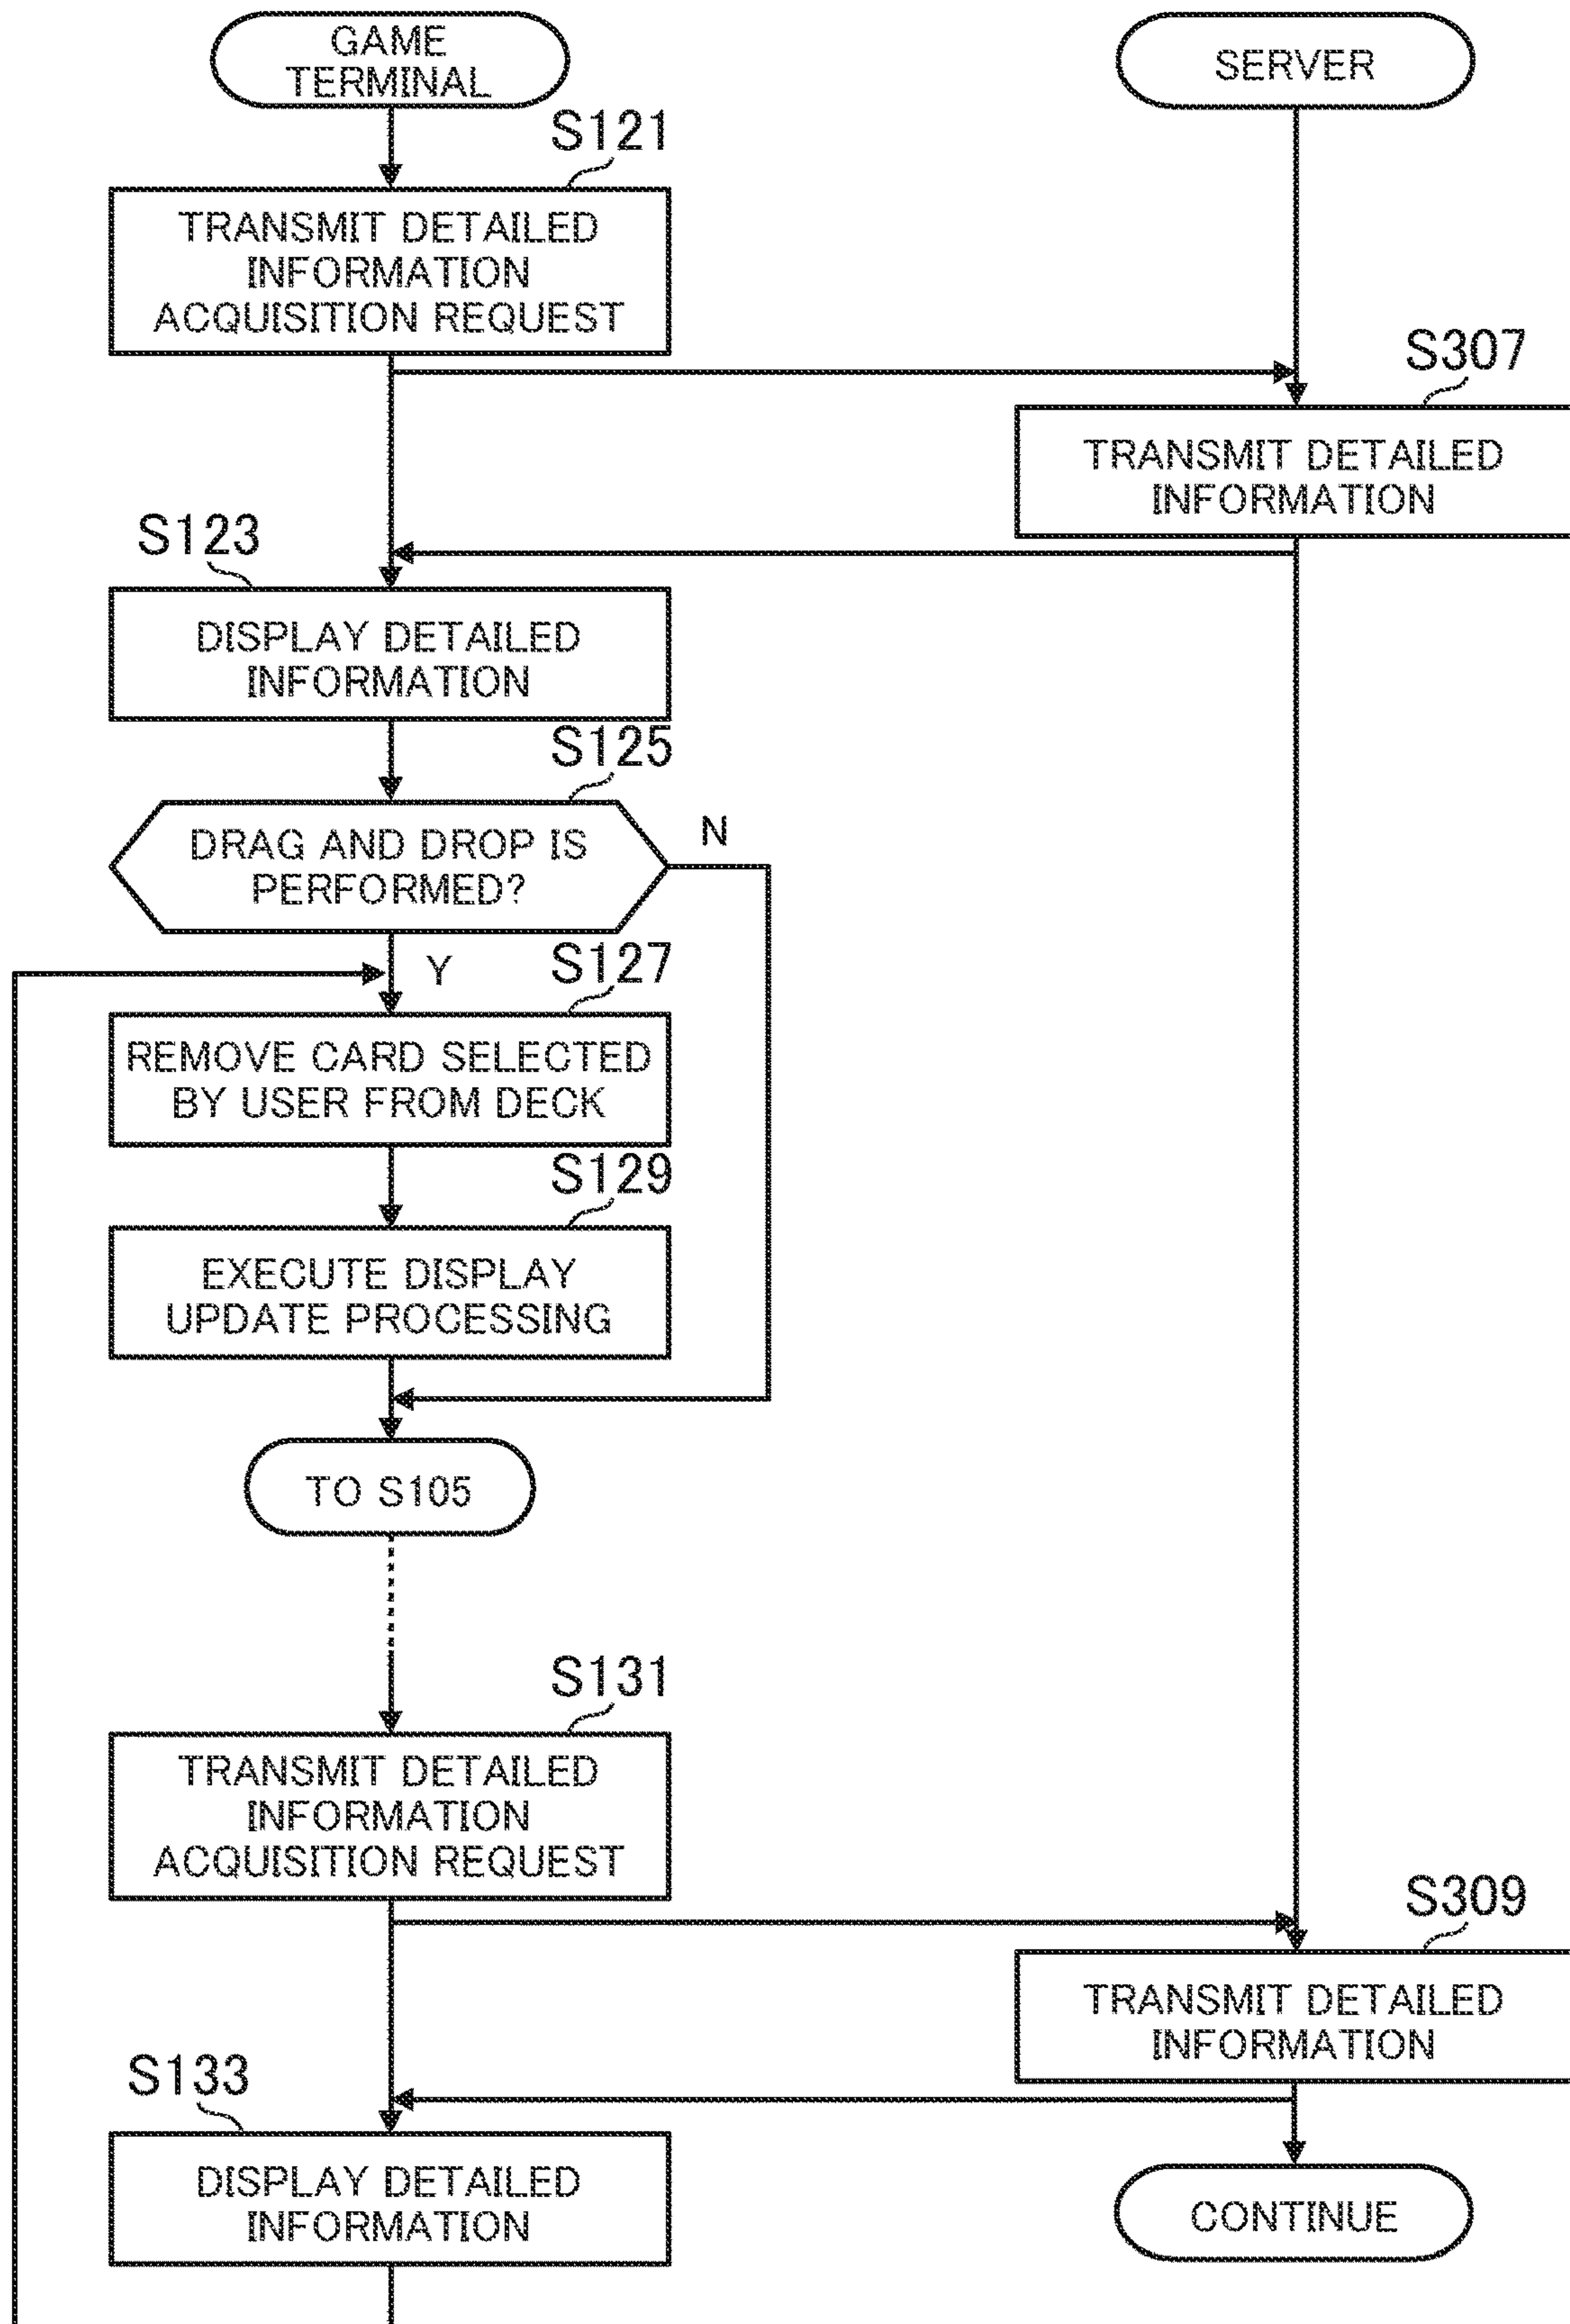 GAME
TERMINAL
SERVER
S121
TRANSMIT DETAILED
INFORMATION
ACQUISITION REQUEST
S307
TRANSMIT DETAILED
INFORMATION
S123
DISPLAY DETAILED
INFORMATION
S125
DRAG AND DROP IS
PERFORMED?
N
Y
S127
REMOVE CARD SELECTED
BY USER FROM DECK
S129
EXECUTE DISPLAY
UPDATE PROCESSING
TO S105
S131
TRANSMIT DETAILED
INFORMATION
ACQUISITION REQUEST
S309
TRANSMIT DETAILED
INFORMATION
S133
DISPLAY DETAILED
INFORMATION
CONTINUE